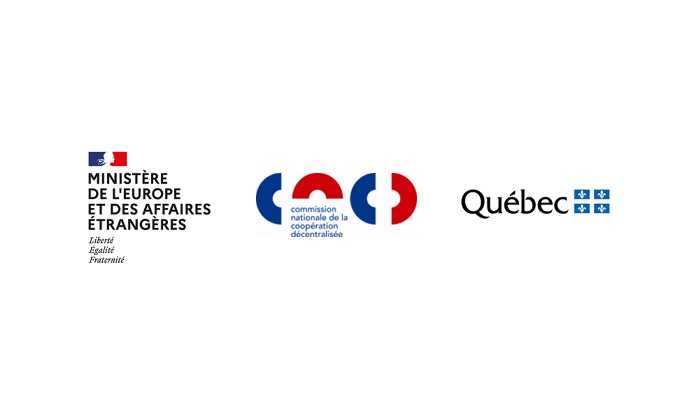 MINISTÈRE
DE L'EUROPE
ET DES AFFAIRES
ÉTRANGÈRES
Liberté
Égalité
Fraternité
commission
nationale de la
coopération
décentralisée
Québec